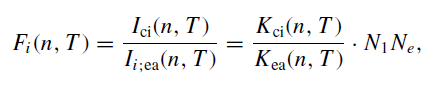 F_i(n, T) = \frac{I_{ci}(n, T)}{I_{i;ea}(n, T)} = \frac{K_{ci}(n, T)}{K_{ea}(n, T)} \cdot N_1 N_e,